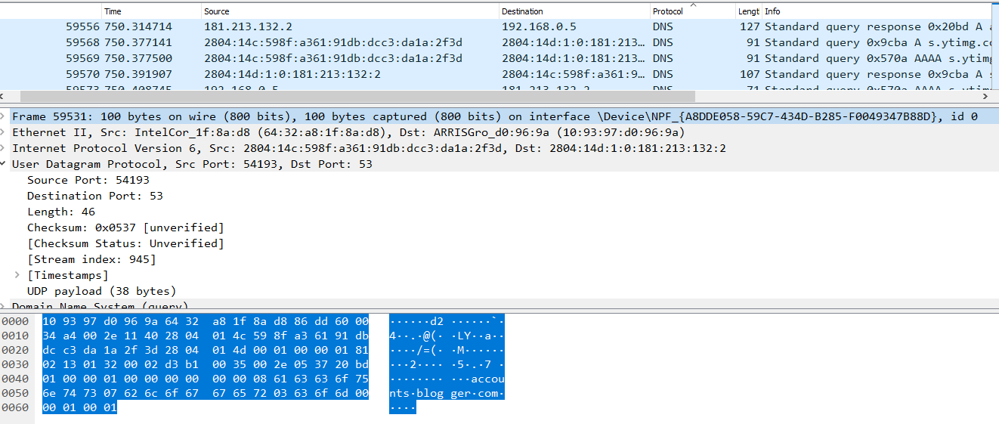 Time Source Destination Protocol Lengt Info
59556 750.314714 181.213.132.2 192.168.0.5 DNS 127 Standard query response 0x20bd A a
59568 750.377141 2804:14c:598f:a361:91db:dcc3:da1a:2f3d 2804:14d:1:0:181:213… DNS 91 Standard query 0x9cba A s.ytimg.co
59569 750.377500 2804:14c:598f:a361:91db:dcc3:da1a:2f3d 2804:14d:1:0:181:213… DNS 91 Standard query 0x570a AAAA s.ytimg
59570 750.391907 2804:14d:1:0:181:213:132:2 2804:14c:598f:a361:9… DNS 107 Standard query response 0x9cba A s
59573 750.408745 192.168.0.5 181.213.132.2 DNS 71 Standard query 0x570a AAAA s.ytimg
Frame 59531: 100 bytes on wire (800 bits), 100 bytes captured (800 bits) on interface \Device\NPF_{A8DDE058-59C7-434D-B285-F0049347B88D}, id 0
Ethernet II, Src: IntelCor_1f:8a:d8 (64:32:a8:1f:8a:d8), Dst: ARRISGro_d0:96:9a (10:93:97:d0:96:9a)
Internet Protocol Version 6, Src: 2804:14c:598f:a361:91db:dcc3:da1a:2f3d, Dst: 2804:14d:1:0:181:213:132:2
User Datagram Protocol, Src Port: 54193, Dst Port: 53
Source Port: 54193
Destination Port: 53
Length: 46
Checksum: 0x0537 [unverified]
[Checksum Status: Unverified]
[Stream index: 945]
[Timestamps]
UDP payload (38 bytes)
Domain Name System (query)
0000 10 93 97 d0 96 9a 64 32 a8 1f 8a d8 86 dd 60 00 ······d2 ······`·
0010 34 a4 00 2e 11 40 28 04 01 4c 59 8f a3 61 91 db 4··.·@(· ·LY··a··
0020 dc c3 da 1a 2f 3d 28 04 01 4d 00 01 00 00 01 81 ····/=(· ·M······
0030 02 13 01 32 00 02 d3 b1 00 35 00 2e 05 37 20 bd ···2···· ·5·.·7 ·
0040 01 00 00 01 00 00 00 00 00 00 08 61 63 63 6f 75 ········ ···accou
0050 6e 74 73 07 62 6c 6f 67 67 65 72 03 63 6f 6d 00 nts·blog ger·com·
0060 00 01 00 01 ····